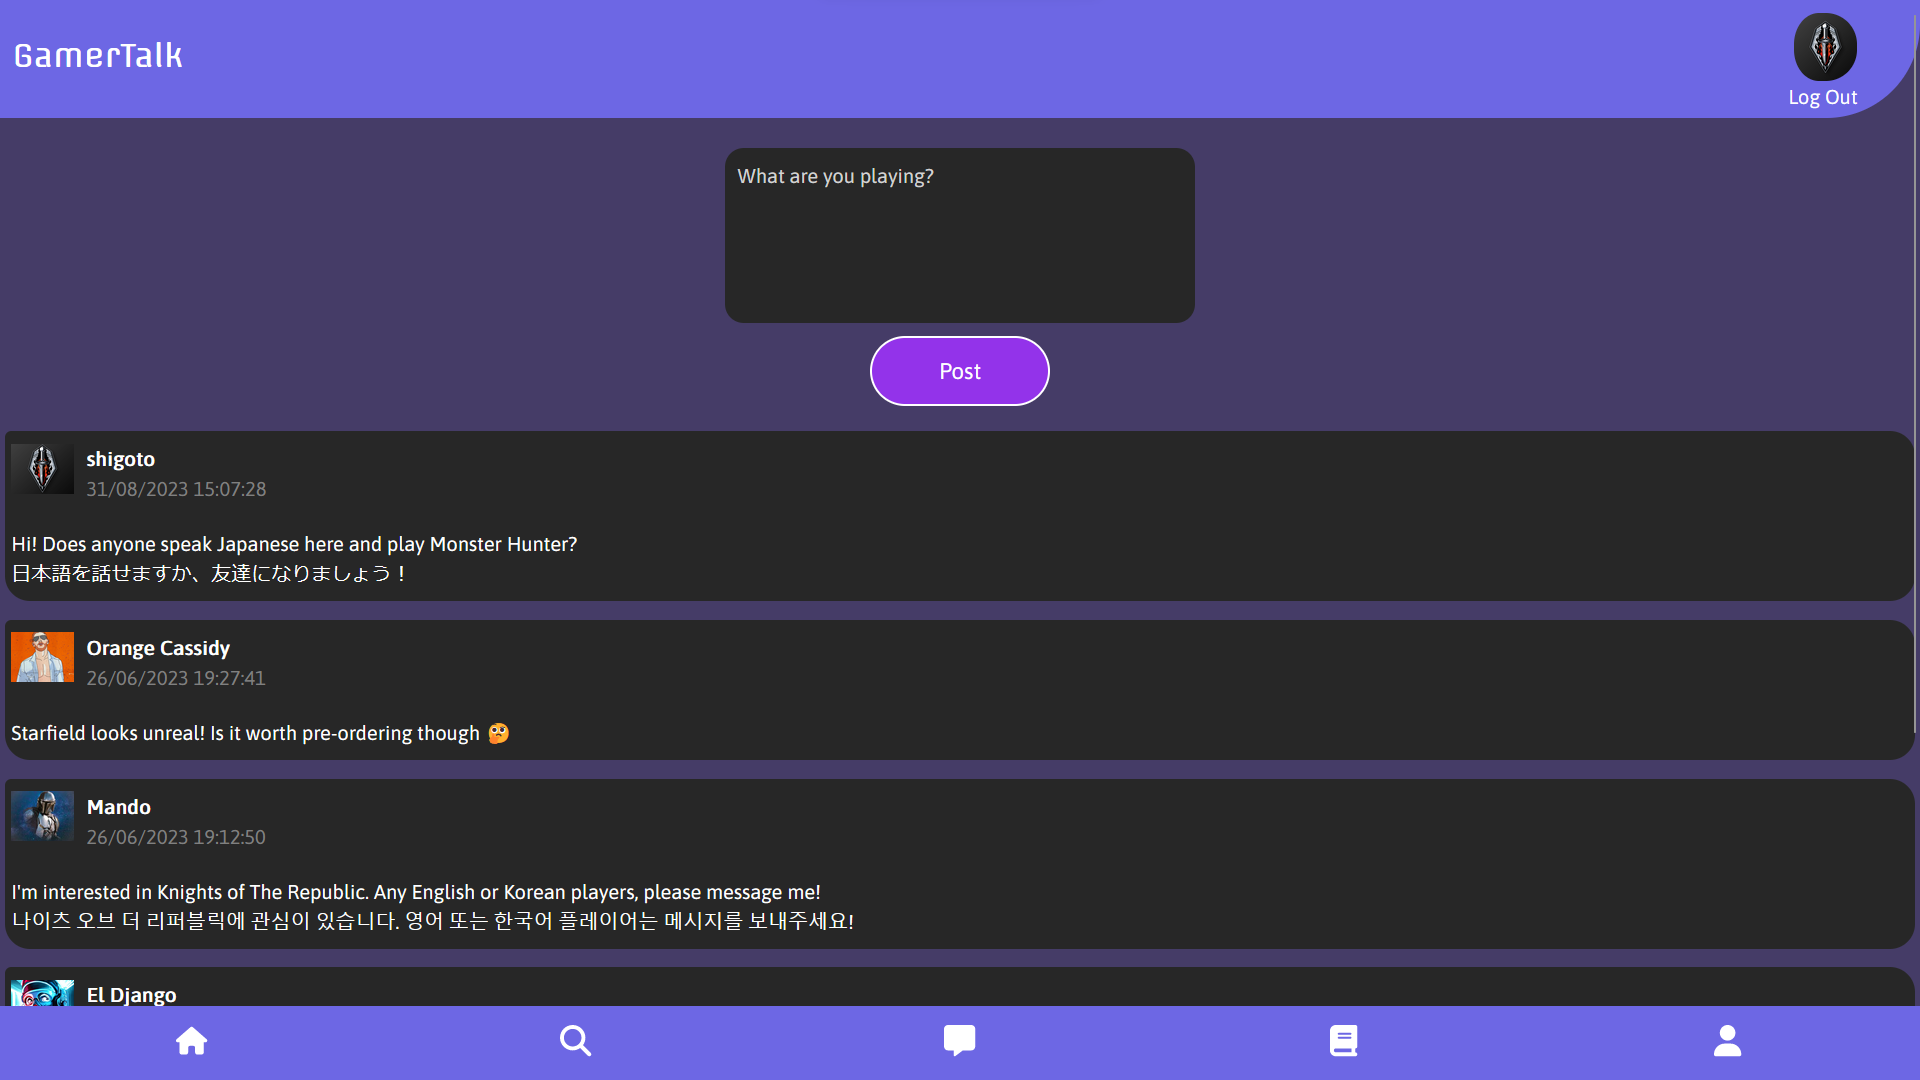 GamerTalk
Log Out
What are you playing?
Post
shigoto
31/08/2023 15:07:28
Hi! Does anyone speak Japanese here and play Monster Hunter?
日本語を話せますか、友達になりましょう！
Orange Cassidy
26/06/2023 19:27:41
Starfield looks unreal! Is it worth pre-ordering though 🤔
Mando
26/06/2023 19:12:50
I'm interested in Knights of The Republic. Any English or Korean players, please message me!
나이츠 오브 더 리퍼블릭에 관심이 있습니다. 영어 또는 한국어 플레이어는 메시지를 보내주세요!
El Django